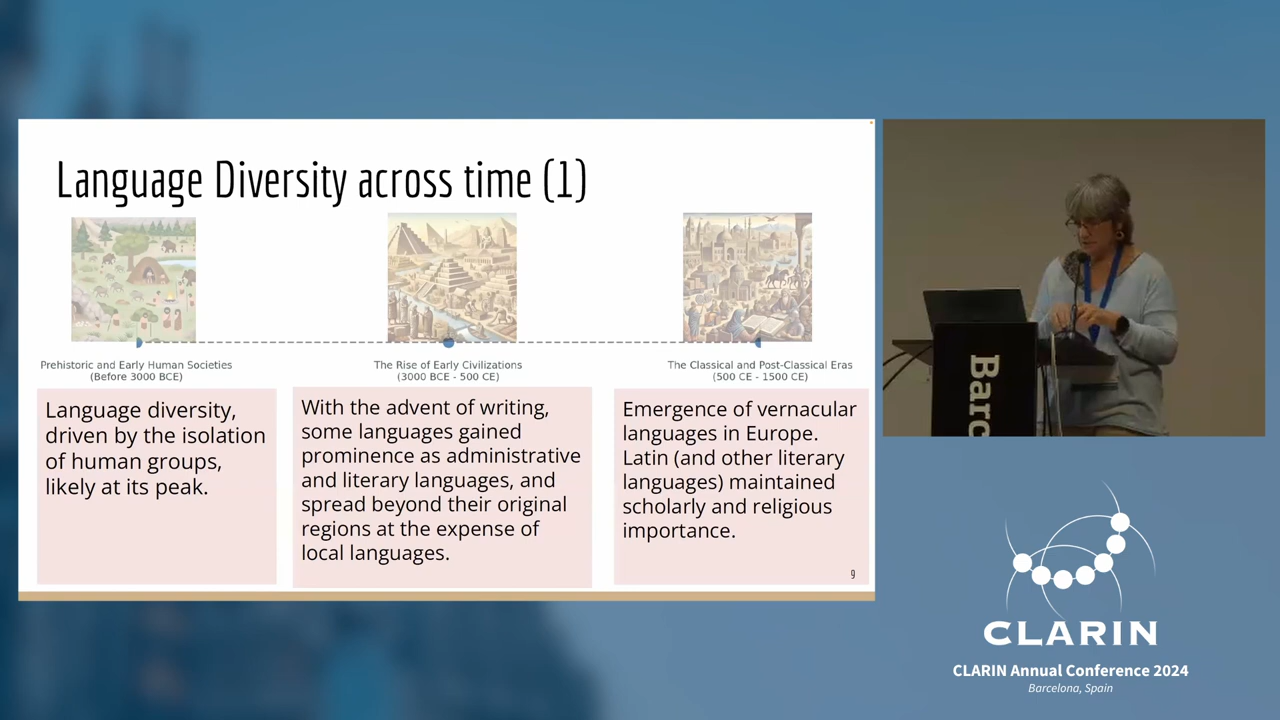 Language Diversity across time (1)
Prehistoric and Early Human Societies
(Before 3000 BCE)
The Rise of Early Civilizations
(3000 BCE - 500 CE)
The Classical and Post-Classical Eras
(500 CE - 1500 CE)
Language diversity,
driven by the isolation
of human groups,
likely at its peak.
With the advent of writing,
some languages gained
prominence as administrative
and literary languages, and
spread beyond their original
regions at the expense of
local languages.
Emergence of vernacular
languages in Europe.
Latin (and other literary
languages) maintained
scholarly and religious
importance.
9
Barc
CLARIN
CLARIN Annual Conference 2024
Barcelona, Spain